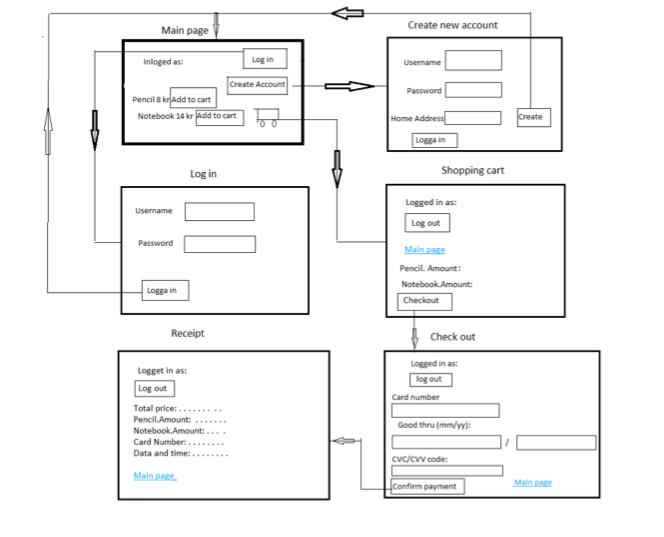 Main page
Inloged as:
Log in
Create Account
Pencil 8 kr Add to cart
Notebook 14 kr Add to cart
Create new account
Username
Password
Home Address
Create
Logga in
Log in
Username
Password
Logga in
Shopping cart
Logged in as:
Log out
Main page
Pencil. Amount:
Notebook.Amount:
Checkout
Receipt
Logget in as:
Log out
Total price: . . . . . . . .
Pencil.Amount: . . . . . . .
Notebook.Amount: . . . .
Card Number: . . . . . . . .
Data and time: . . . . . . . .
Main page
Check out
Logged in as:
log out
Card number
Good thru (mm/yy):
/
CVC/CVV code:
Confirm payment
Main page